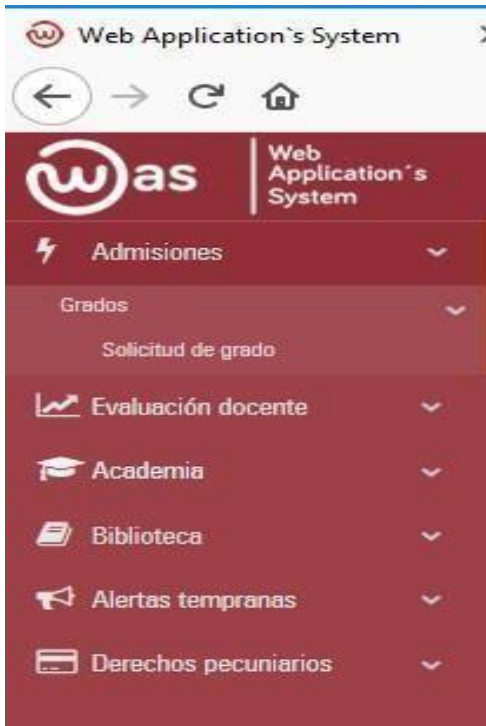 Web Application`s System
was
Web
Application´s
System
Admisiones
Grados
Solicitud de grado
Evaluación docente
Academia
Biblioteca
Alertas tempranas
Derechos pecuniarios